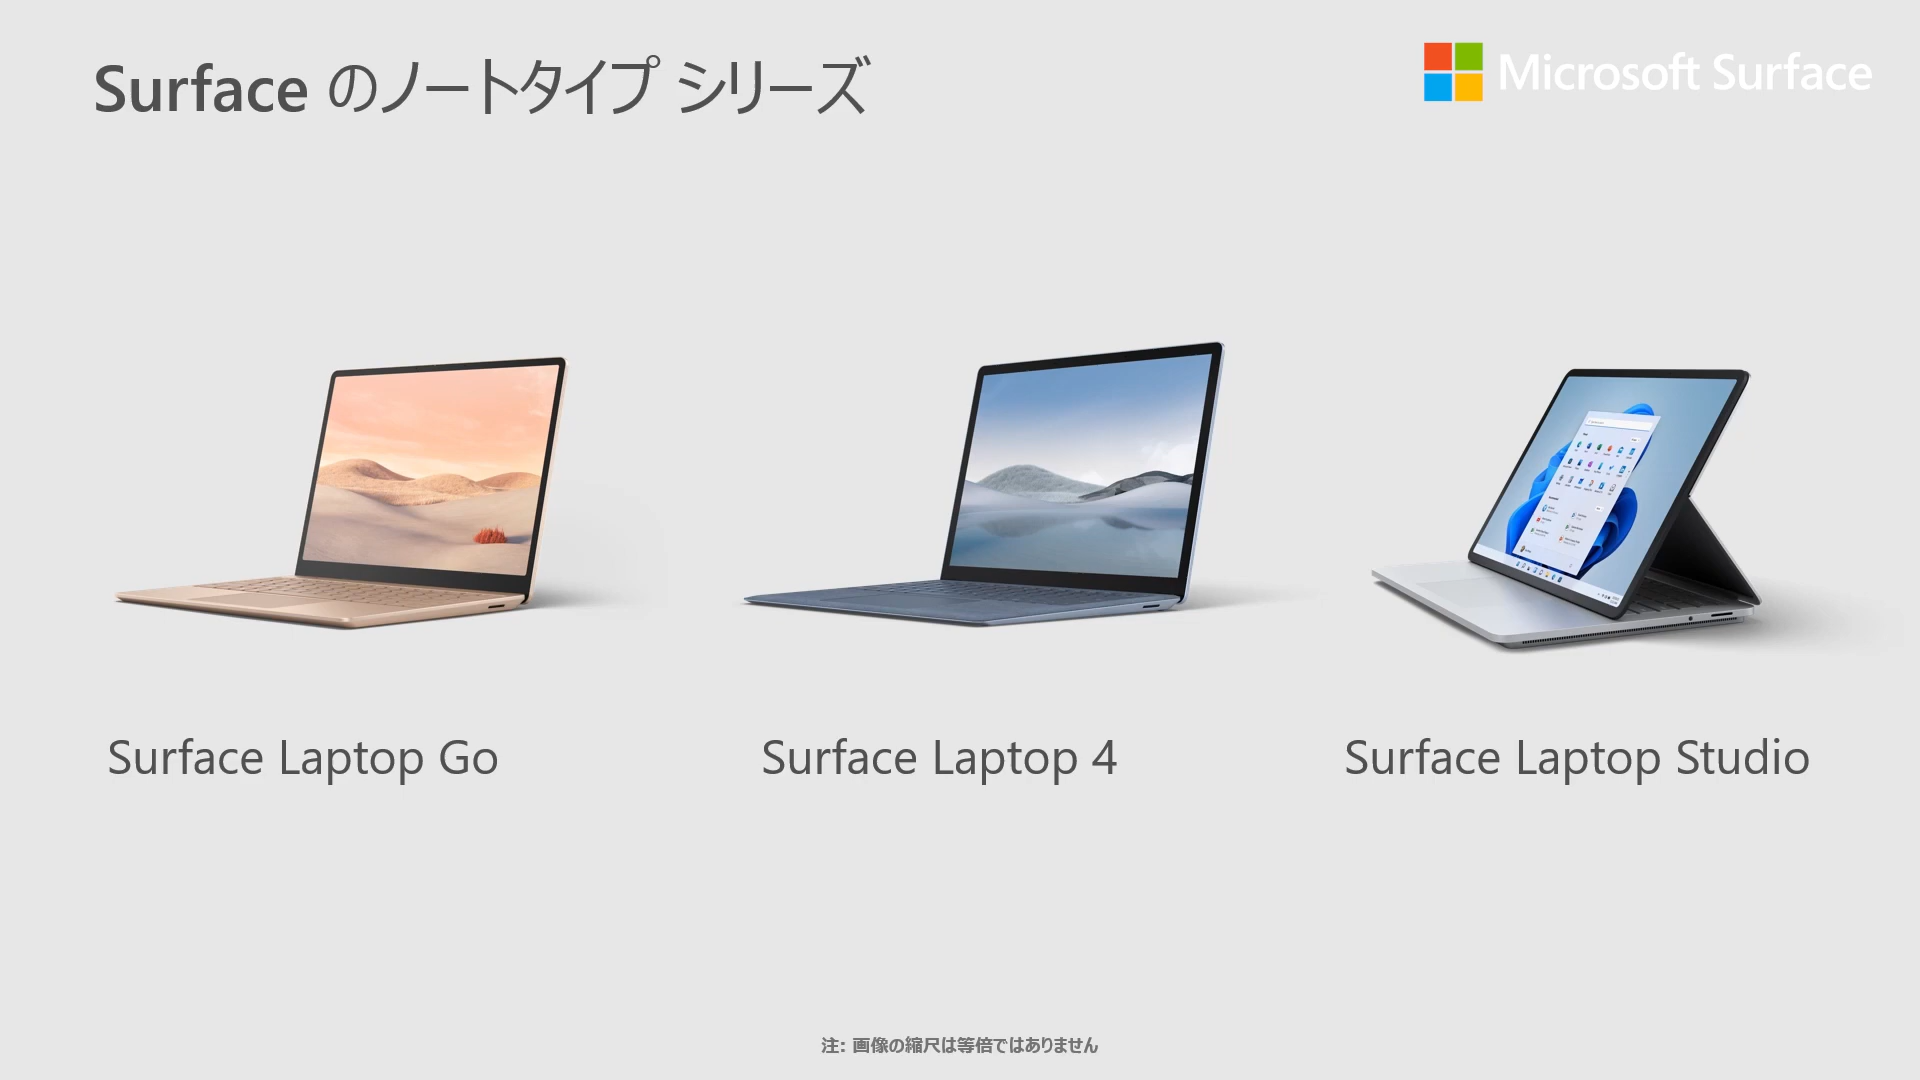 Surface のノートタイプ シリーズ
Microsoft Surface
Surface Laptop Go
Surface Laptop 4
Surface Laptop Studio
注: 画像の縮尺は等倍ではありません